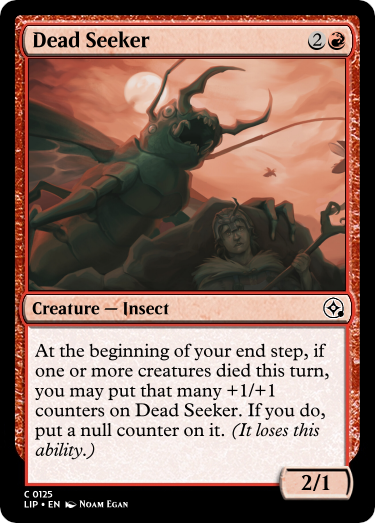 Dead Seeker 2R
Creature — Insect
At the beginning of your end step, if
one or more creatures died this turn,
you may put that many +1/+1
counters on Dead Seeker. If you do,
put a null counter on it. (It loses this
ability.)
2/1
C 0125
LIP • EN Noam Egan